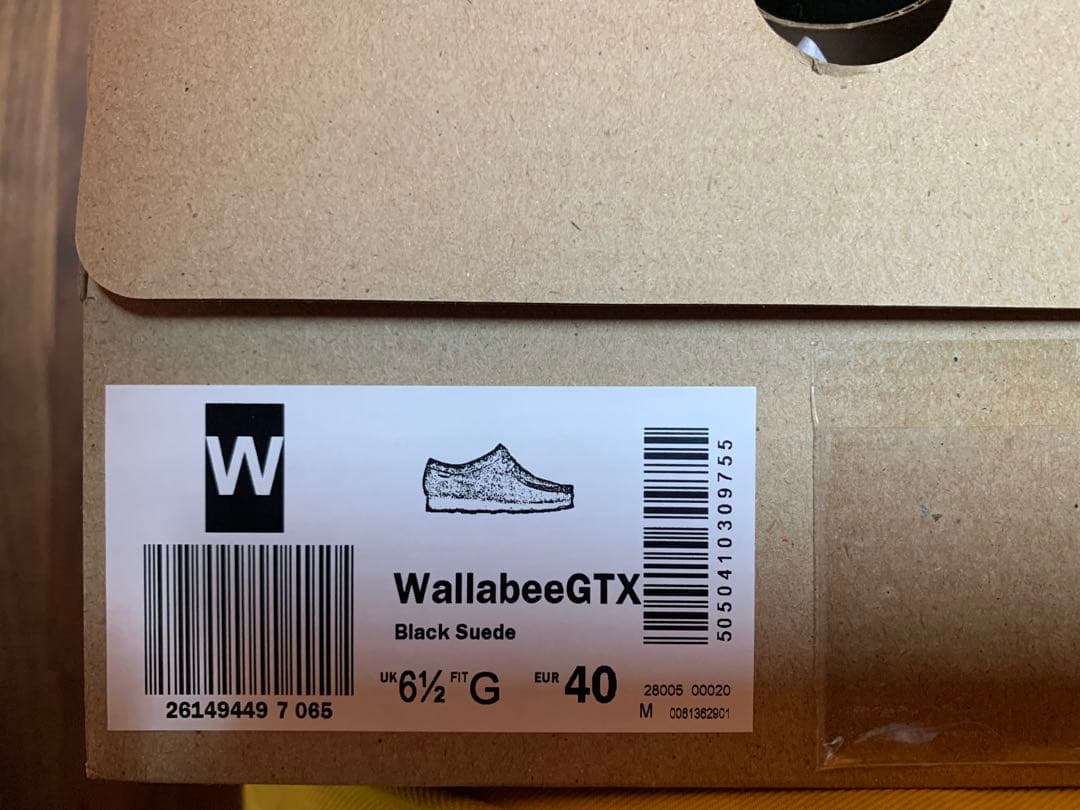 W
WallabeeGTX
Black Suede
UK 6½ FIT G EUR 40
26149449 7 065
5050410309755
28005 00020
M 0081362901